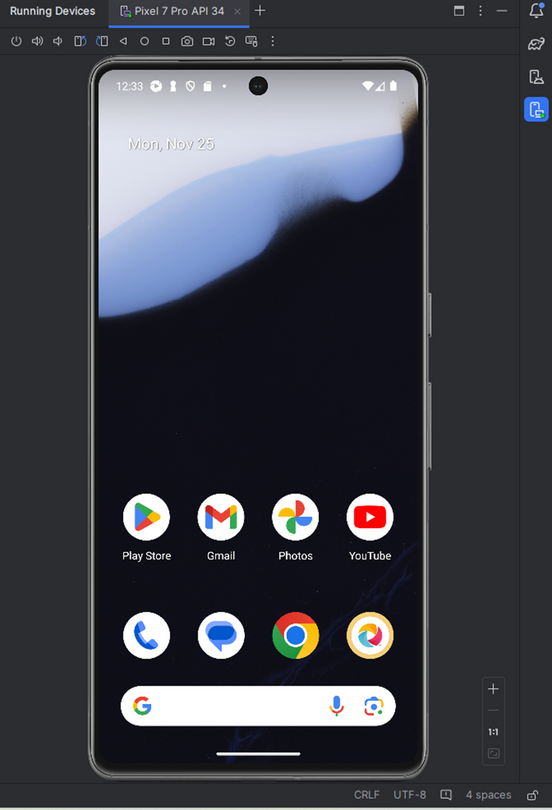 Running Devices
Pixel 7 Pro API 34
12:33
Mon, Nov 25
Play Store
Gmail
Photos
YouTube
1:1
CRLF
UTF-8
4 spaces